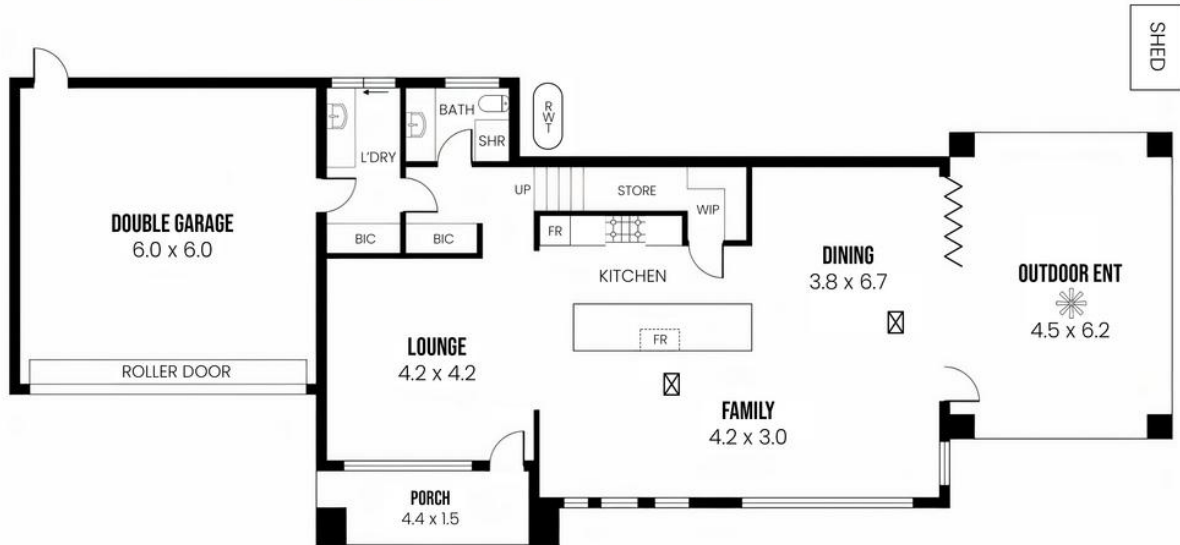 SHED
RWT
BATH
SHR
L'DRY
UP
STORE
WIP
DOUBLE GARAGE
6.0 x 6.0
BIC
BIC
FR
KITCHEN
DINING
3.8 x 6.7
OUTDOOR ENT
4.5 x 6.2
FR
LOUNGE
4.2 x 4.2
ROLLER DOOR
FAMILY
4.2 x 3.0
PORCH
4.4 x 1.5